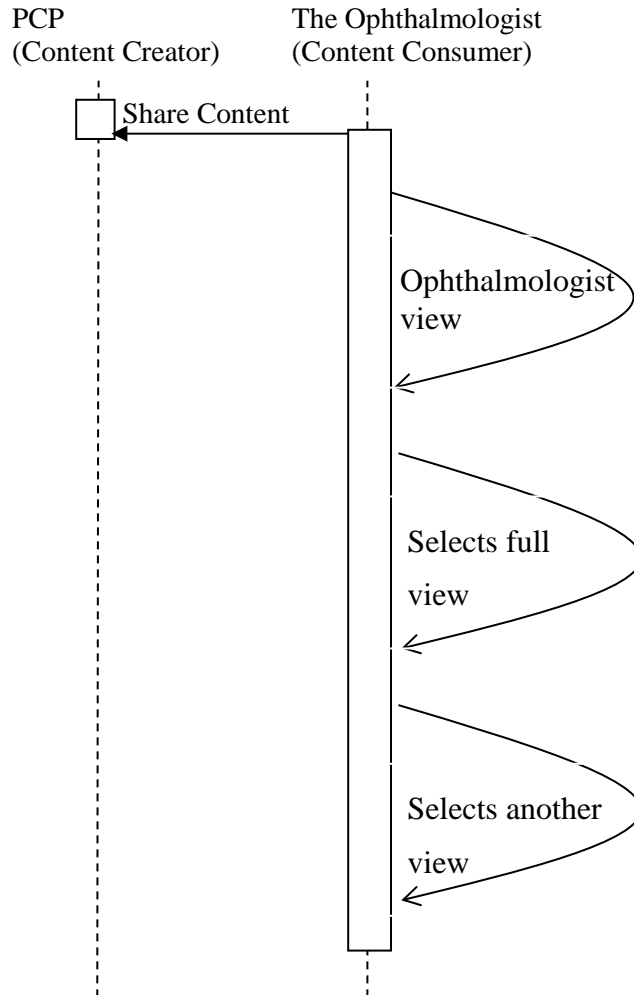 PCP
(Content Creator)
The Ophthalmologist
(Content Consumer)
Share Content
Ophthalmologist
view
Selects full
view
Selects another
view